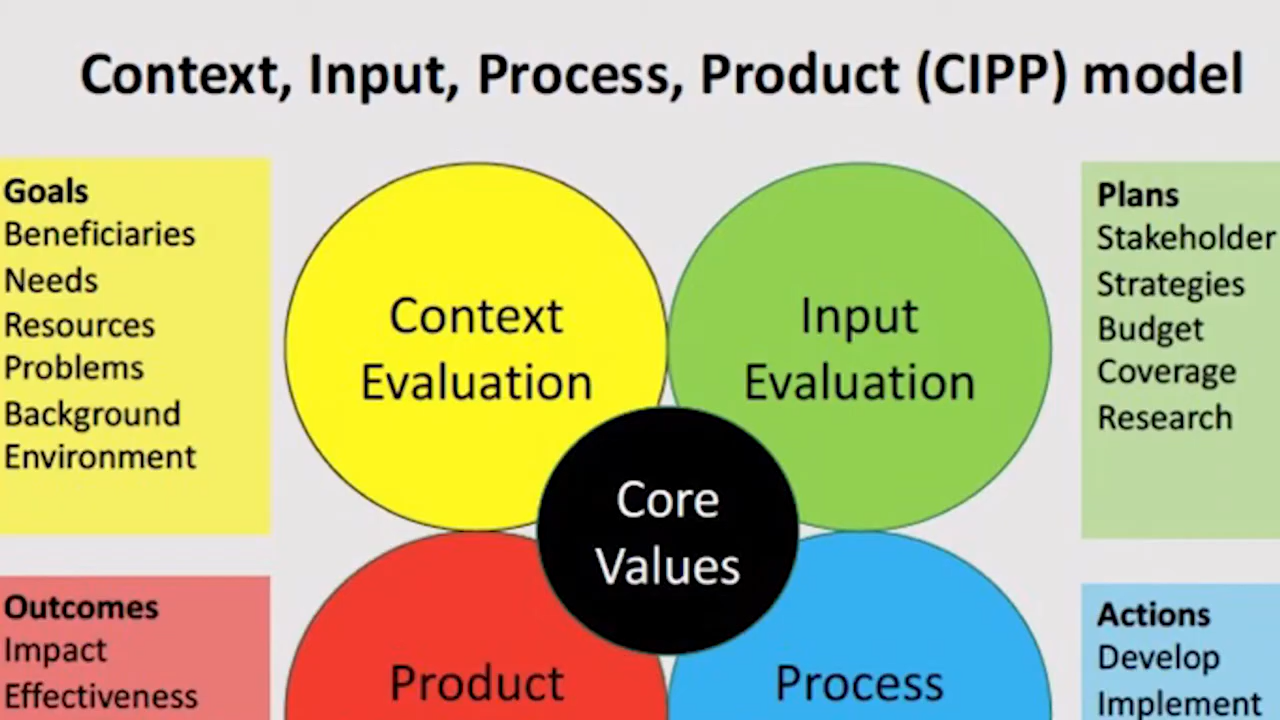 Context, Input, Process, Product (CIPP) model
Goals
Beneficiaries
Needs
Resources
Problems
Background
Environment
Context
Evaluation
Input
Evaluation
Plans
Stakeholder
Strategies
Budget
Coverage
Research
Core
Values
Outcomes
Impact
Effectiveness
Product
Process
Actions
Develop
Implement